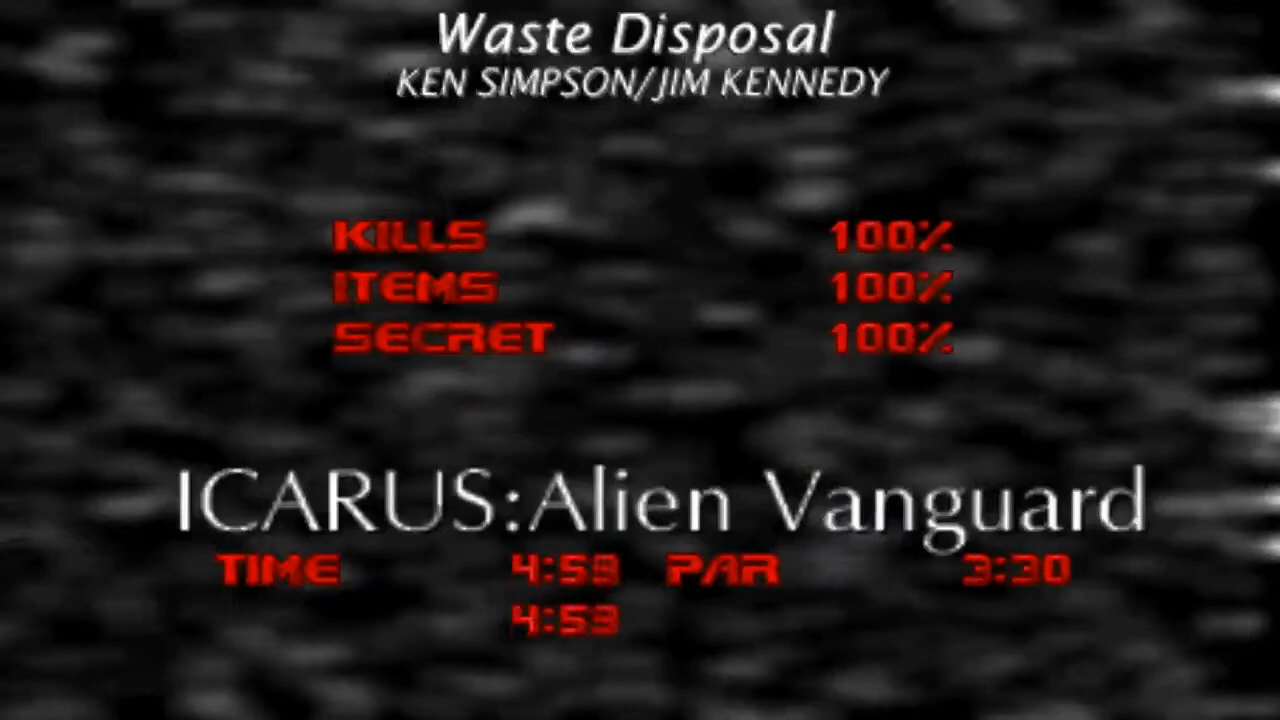 Waste Disposal
KEN SIMPSON/JIM KENNEDY
KILLS 100%
ITEMS 100%
SECRET 100%
ICARUS:Alien Vanguard
TIME 4:59 PAR 3:30
4:59